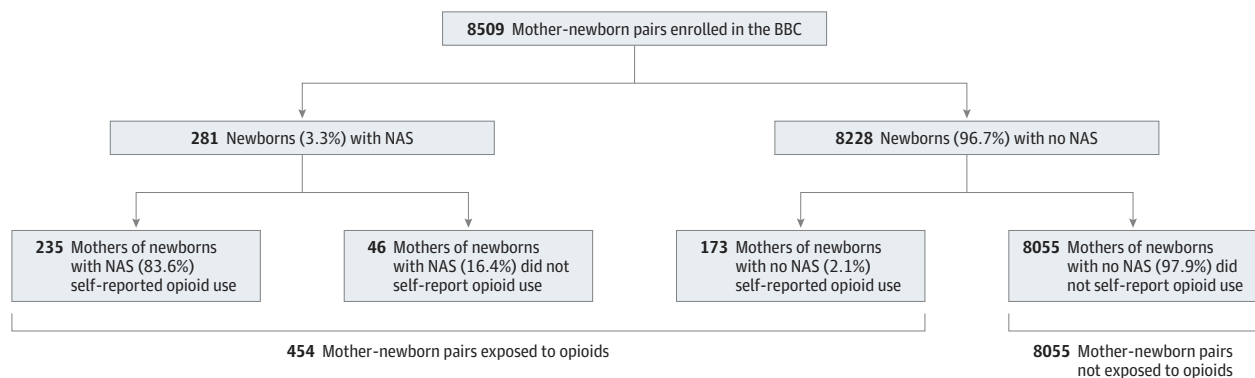 8509 Mother-newborn pairs enrolled in the BBC
281 Newborns (3.3%) with NAS
8228 Newborns (96.7%) with no NAS
235 Mothers of newborns
with NAS (83.6%)
self-reported opioid use
46 Mothers of newborns
with NAS (16.4%) did not
self-report opioid use
173 Mothers of newborns
with no NAS (2.1%)
self-reported opioid use
8055 Mothers of newborns
with no NAS (97.9%) did
not self-report opioid use
454 Mother-newborn pairs exposed to opioids
8055 Mother-newborn pairs
not exposed to opioids